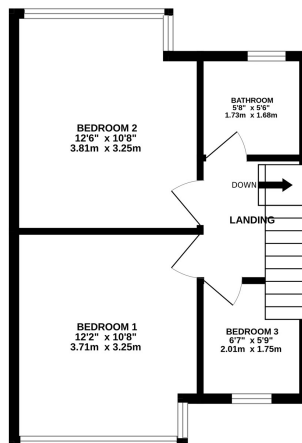 BATHROOM
5'8" x 5'6"
1.73m x 1.68m
BEDROOM 2
12'6" x 10'8"
3.81m x 3.25m
DOWN
LANDING
BEDROOM 1
12'2" x 10'8"
3.71m x 3.25m
BEDROOM 3
6'7" x 5'9"
2.01m x 1.75m